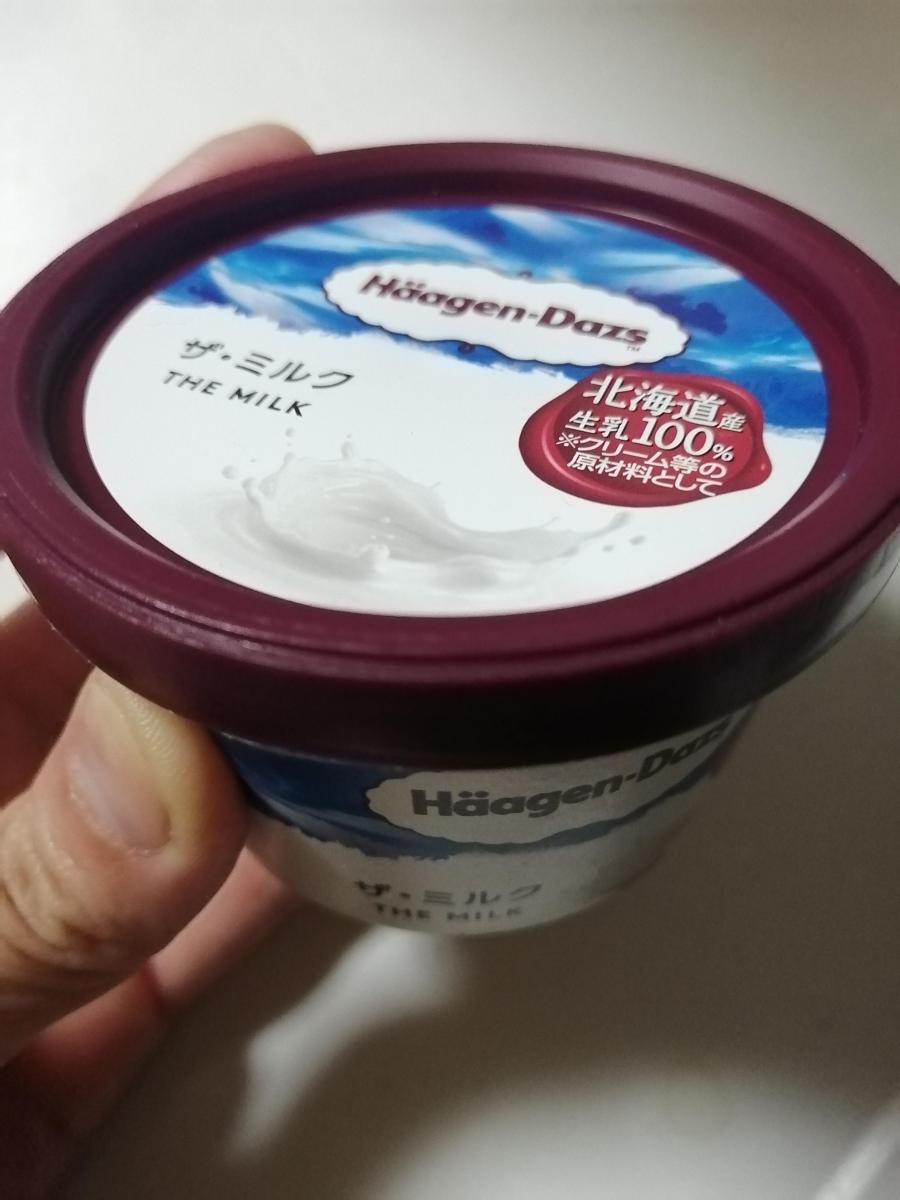 Häagen-Dazs
TM
ザ・ミルク
THE MILK
北海道産
生乳100%
※クリーム等の
原材料として
Häagen-Dazs
ザ・ミルク
THE MILK